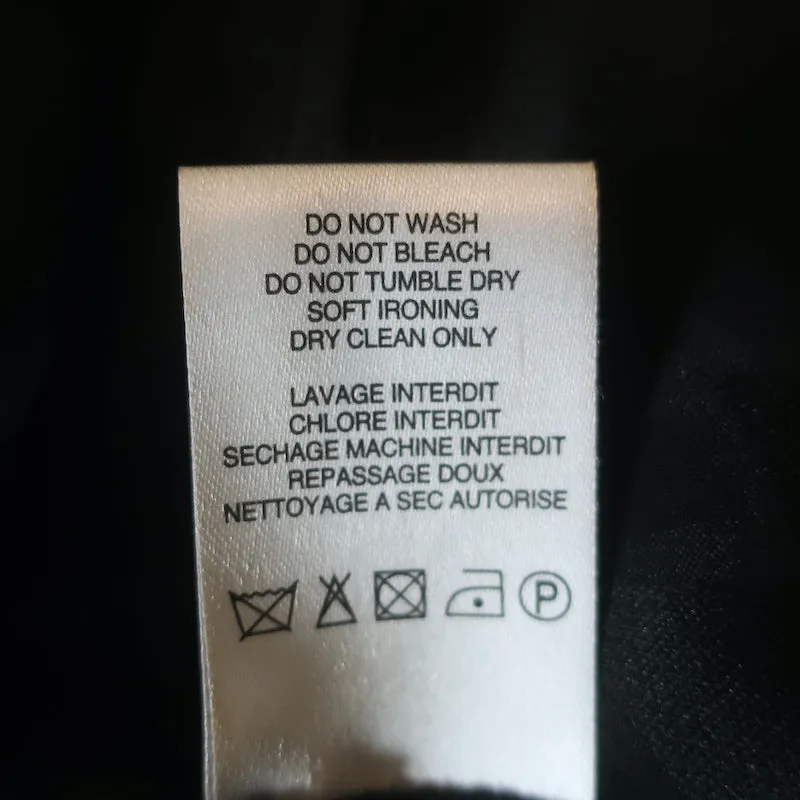 DO NOT WASH
DO NOT BLEACH
DO NOT TUMBLE DRY
SOFT IRONING
DRY CLEAN ONLY
LAVAGE INTERDIT
CHLORE INTERDIT
SECHAGE MACHINE INTERDIT
REPASSAGE DOUX
NETTOYAGE A SEC AUTORISE
P